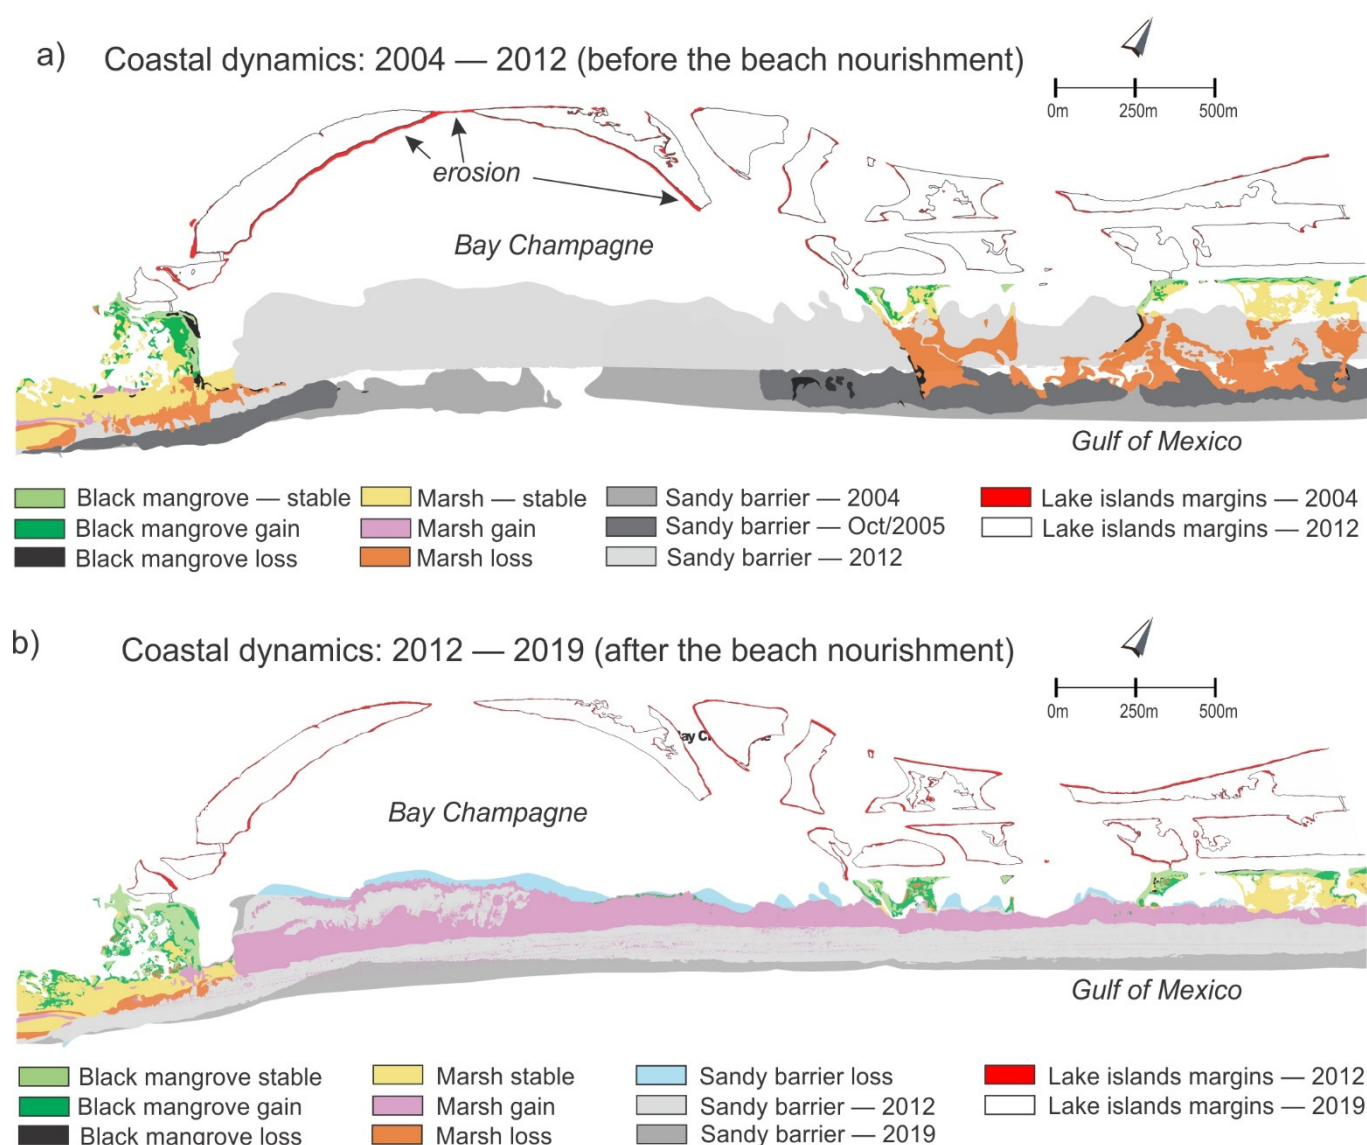 a) Coastal dynamics: 2004 — 2012 (before the beach nourishment)
0m 250m 500m
erosion
Bay Champagne
Gulf of Mexico
Black mangrove — stable
Black mangrove gain
Black mangrove loss
Marsh — stable
Marsh gain
Marsh loss
Sandy barrier — 2004
Sandy barrier — Oct/2005
Sandy barrier — 2012
Lake islands margins — 2004
Lake islands margins — 2012
b) Coastal dynamics: 2012 — 2019 (after the beach nourishment)
0m 250m 500m
Bay Champagne
Gulf of Mexico
Black mangrove stable
Black mangrove gain
Black mangrove loss
Marsh stable
Marsh gain
Marsh loss
Sandy barrier loss
Sandy barrier — 2012
Sandy barrier — 2019
Lake islands margins — 2012
Lake islands margins — 2019